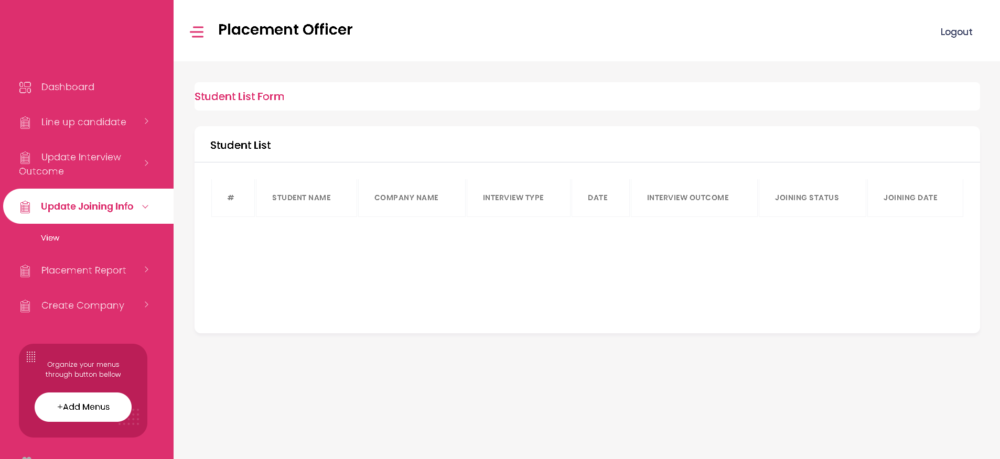 Placement Officer
Logout
Dashboard
Line up candidate
Update Interview
Outcome
Update Joining Info
View
Placement Report
Create Company
Organize your menus
through button bellow
+Add Menus
Student List Form
Student List
# STUDENT NAME COMPANY NAME INTERVIEW TYPE DATE INTERVIEW OUTCOME JOINING STATUS JOINING DATE